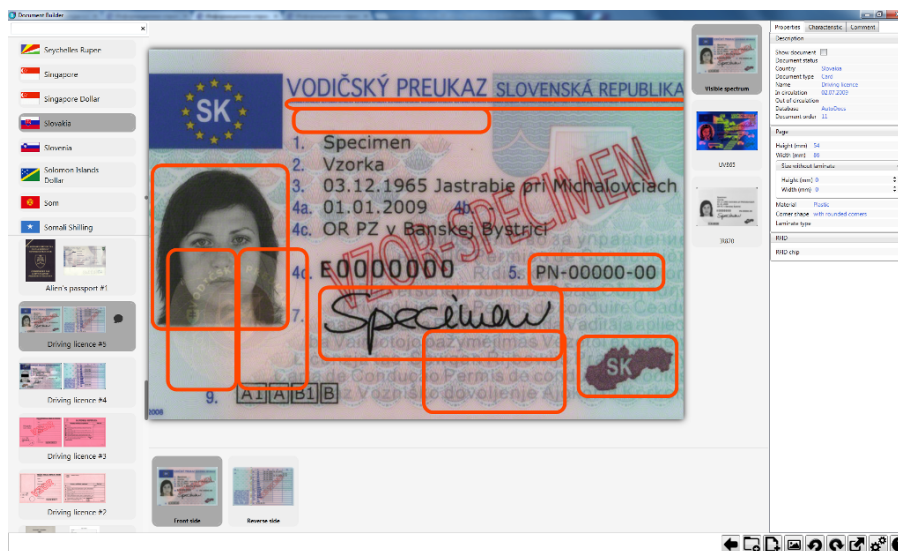 Document Builder
Seychelles Rupee
Singapore
Singapore Dollar
Slovakia
Slovenia
Solomon Islands
Dollar
Som
Somali Shilling
Alien's passport #1
Driving licence #5
Driving licence #4
Driving licence #3
Driving licence #2
SK
VODIČSKÝ PREUKAZ SLOVENSKÁ REPUBLIKA
1. Specimen
2. Vzorka
3. 03.12.1965 Jastrabie pri Michalovciach
4a. 01.01.2009 4b.
4c. OR PZ v Banskej Bystrici
4d. E0000000 5. PN-00000-00
VZOR-SPECIMEN
7. Specimen
SK
9. A1 A B1 B
2008
Front side
Reverse side
Visible spectrum
UV365
IR870
Properties Characteristic Comment
Description
Show document
Document status
Country Slovakia
Document type Card
Name Driving licence
In circulation 02.07.2009
Out of circulation
Database AutoDocs
Document order 11
Page
Height (mm) 54
Width (mm) 86
Size without laminate
Height (mm) 0
Width (mm) 0
Material Plastic
Corner shape with rounded corners
Laminate type
RFID
RFID chip